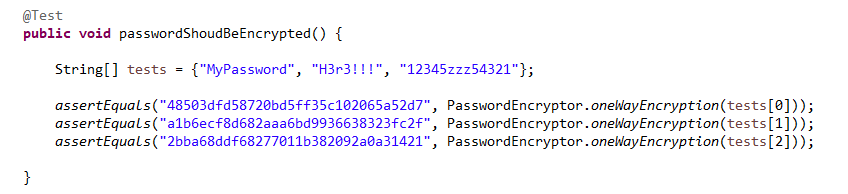 @Test
public void passwordShoudBeEncrypted() {
String[] tests = {"MyPassword", "H3r3!!!", "12345zzz54321"};
assertEquals("48503dfd58720bd5ff35c102065a52d7", PasswordEncryptor.oneWayEncryption(tests[0]));
assertEquals("a1b6ecf8d682aaa6bd9936638323fc2f", PasswordEncryptor.oneWayEncryption(tests[1]));
assertEquals("2bba68ddf68277011b382092a0a31421", PasswordEncryptor.oneWayEncryption(tests[2]));
}